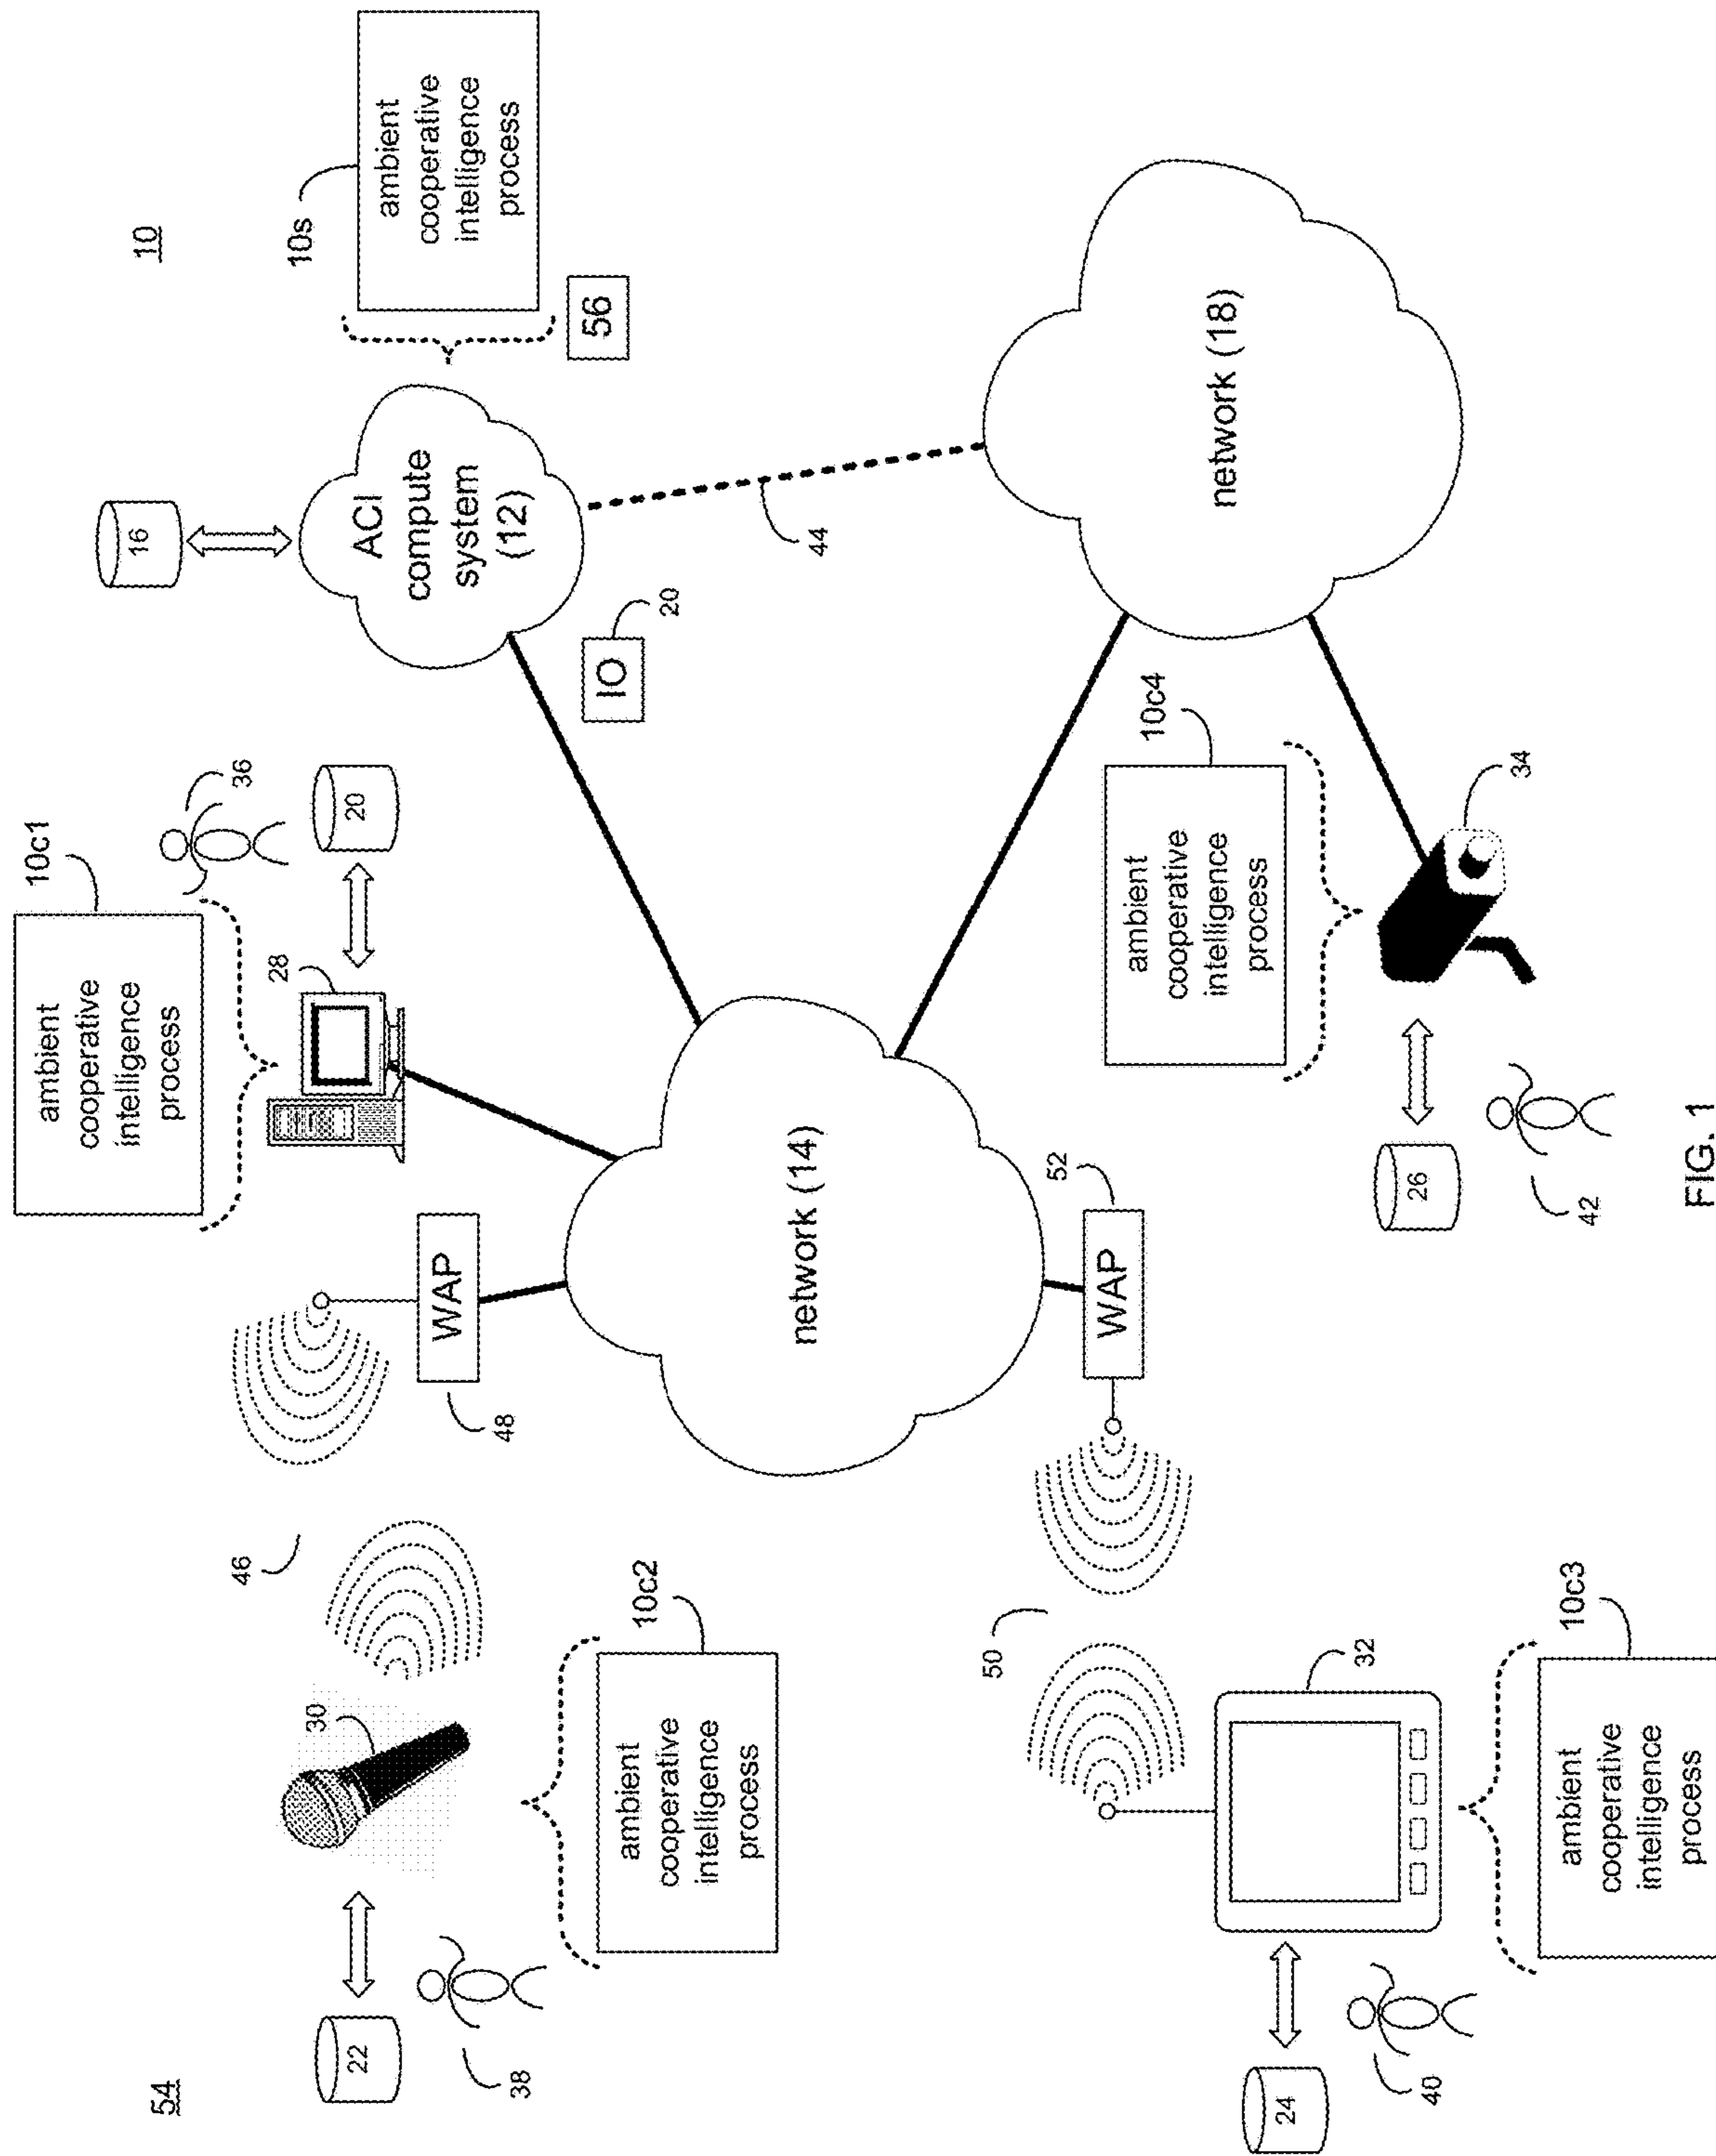 54
10
ambient
cooperative
intelligence
process
10c1
16
ambient
cooperative
intelligence
process
10s
36
20
28
46
48
WAP
30
22
38
ambient
cooperative
intelligence
process
10c2
ACI
compute
system
(12)
56
IO
20
44
network (14)
network (18)
50
52
WAP
32
24
40
ambient
cooperative
intelligence
process
10c3
ambient
cooperative
intelligence
process
10c4
34
26
42
FIG. 1